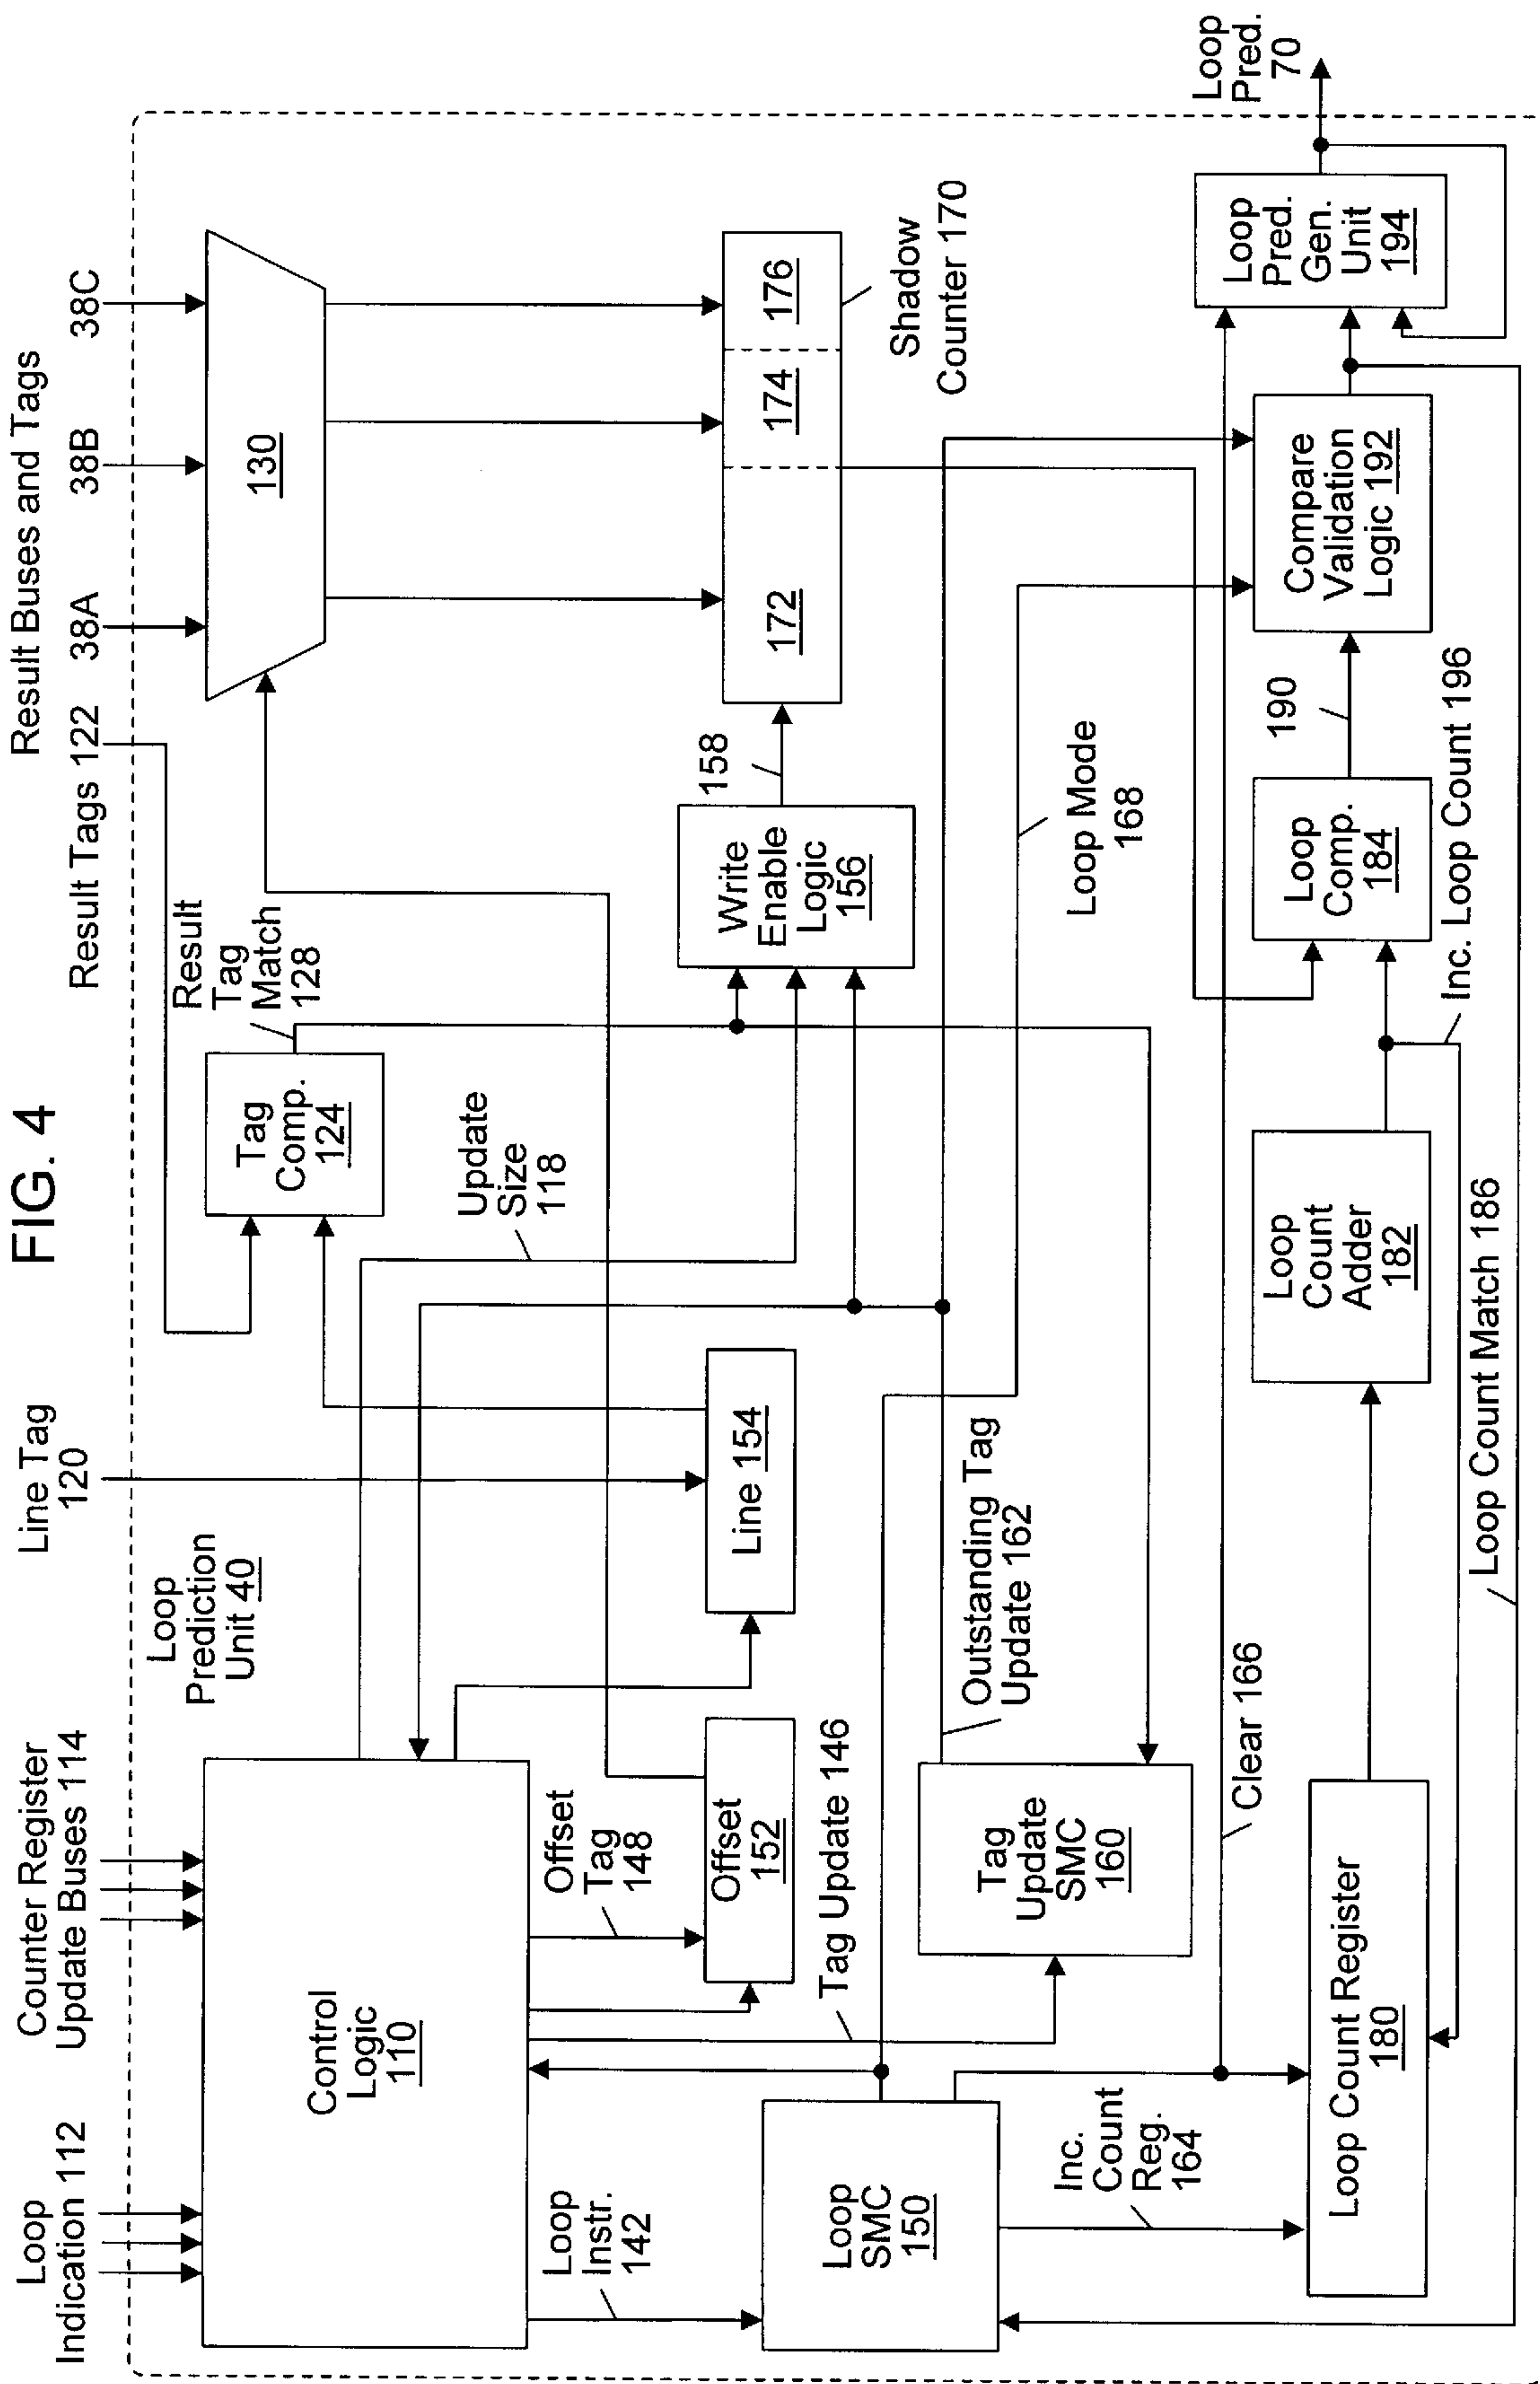 FIG. 4
Loop
Indication 112
Counter Register
Update Buses 114
Line Tag
120
Result Tags 122
Result Buses and Tags
38A
38B
38C
Loop
Prediction
Unit 40
Control
Logic
110
Tag
Comp.
124
Result
Tag
Match
128
130
Update
Size
118
Loop
Instr.
142
Offset
Tag
148
Offset
152
Line 154
Write
Enable
Logic
156
158
172
174
176
Shadow
Counter 170
Loop
SMC
150
Tag Update 146
Tag
Update
SMC
160
Outstanding Tag
Update 162
Loop Mode
168
Inc.
Count
Reg.
164
Clear 166
Loop Count Register
180
Loop
Count
Adder
182
Loop
Comp.
184
190
Compare
Validation
Logic 192
Loop
Pred.
Gen.
Unit
194
Loop
Pred.
70
Loop Count Match 186
Inc. Loop Count 196